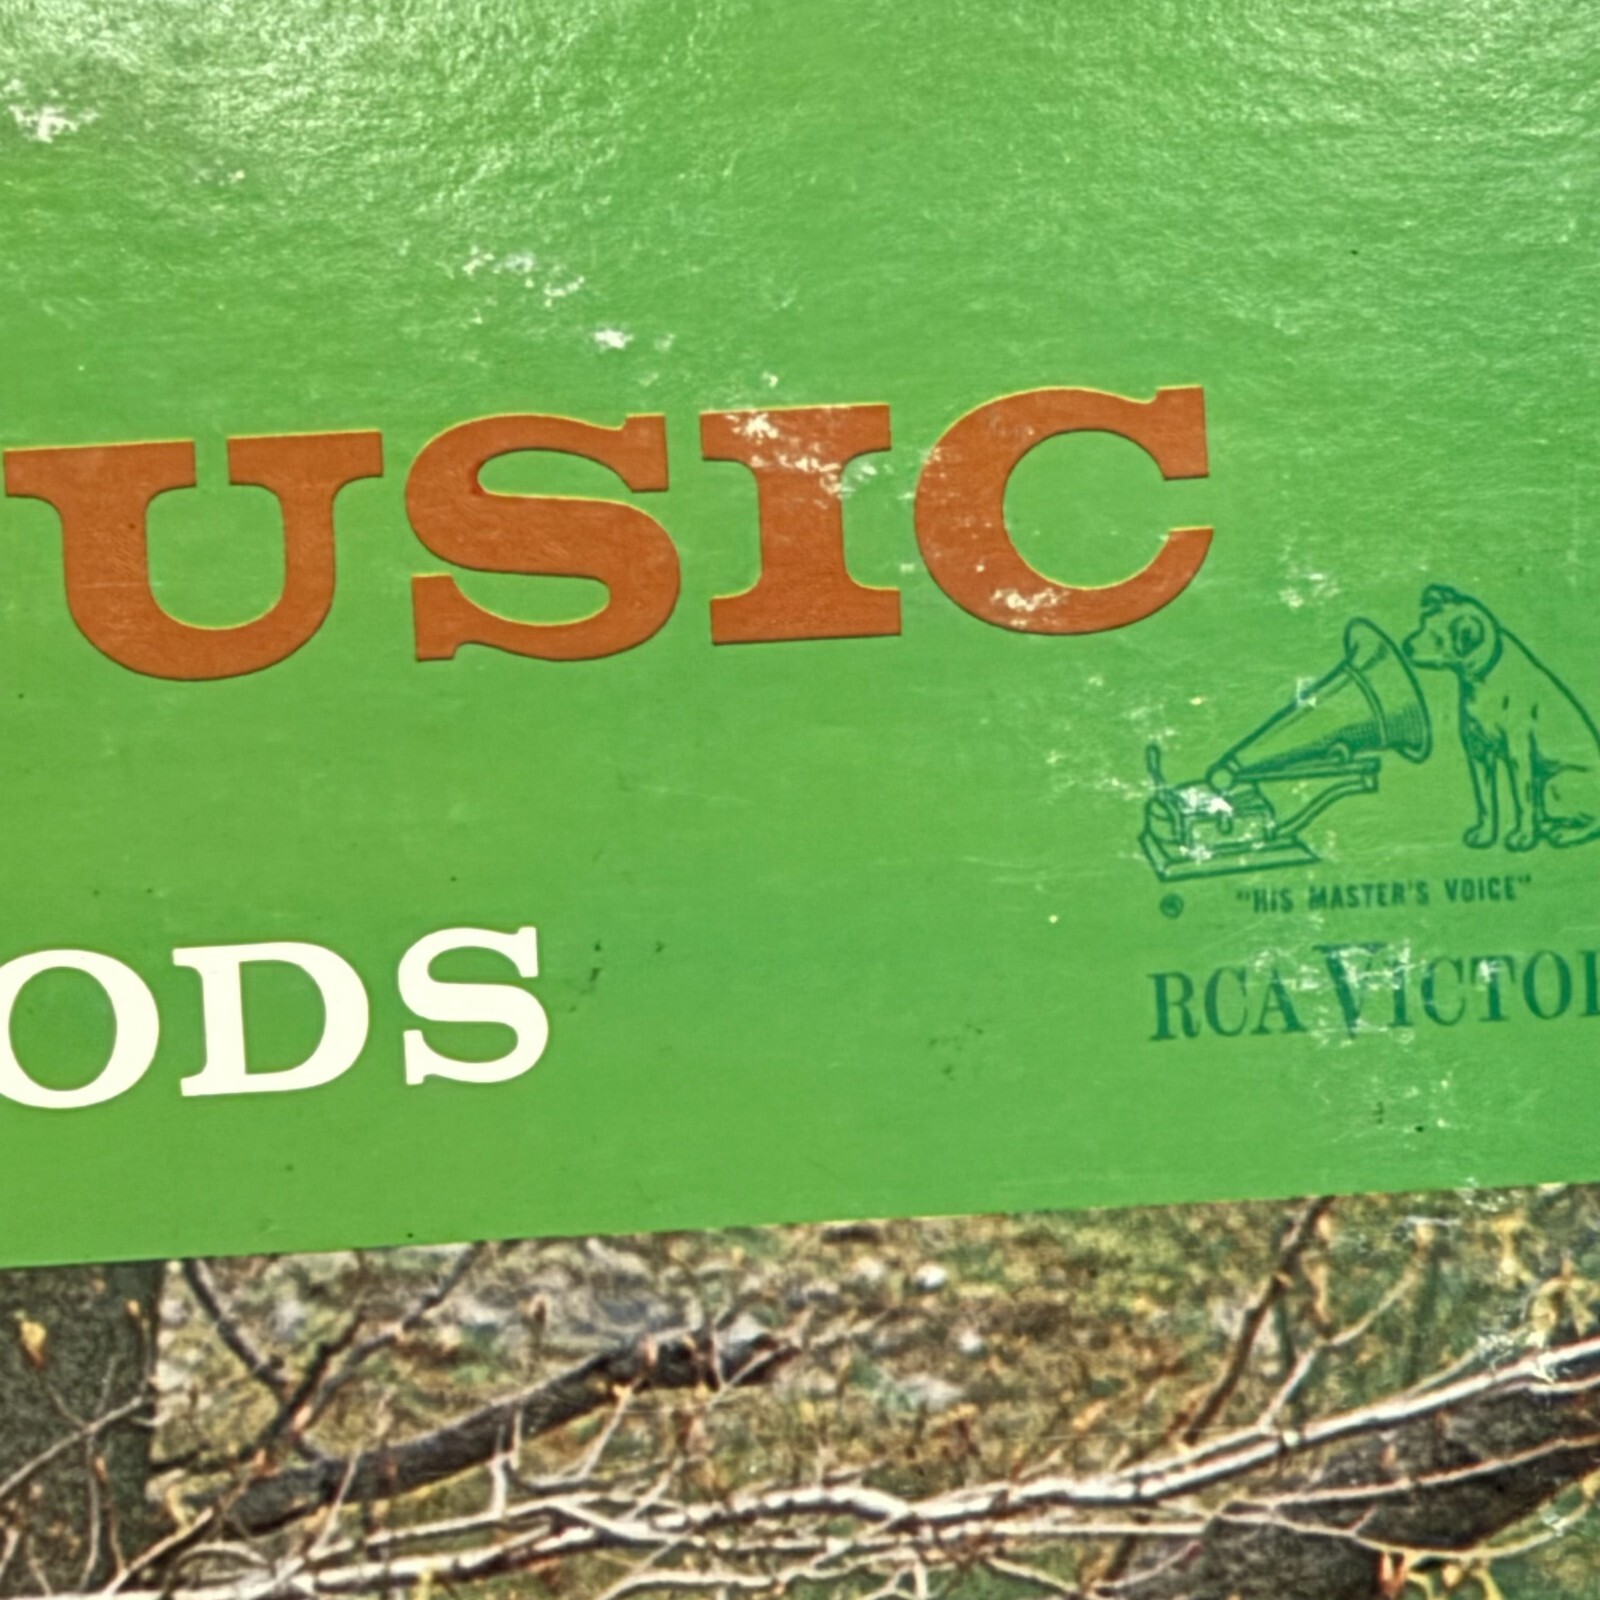 USIC
ODS
"HIS MASTER'S VOICE"
RCA VICTOR